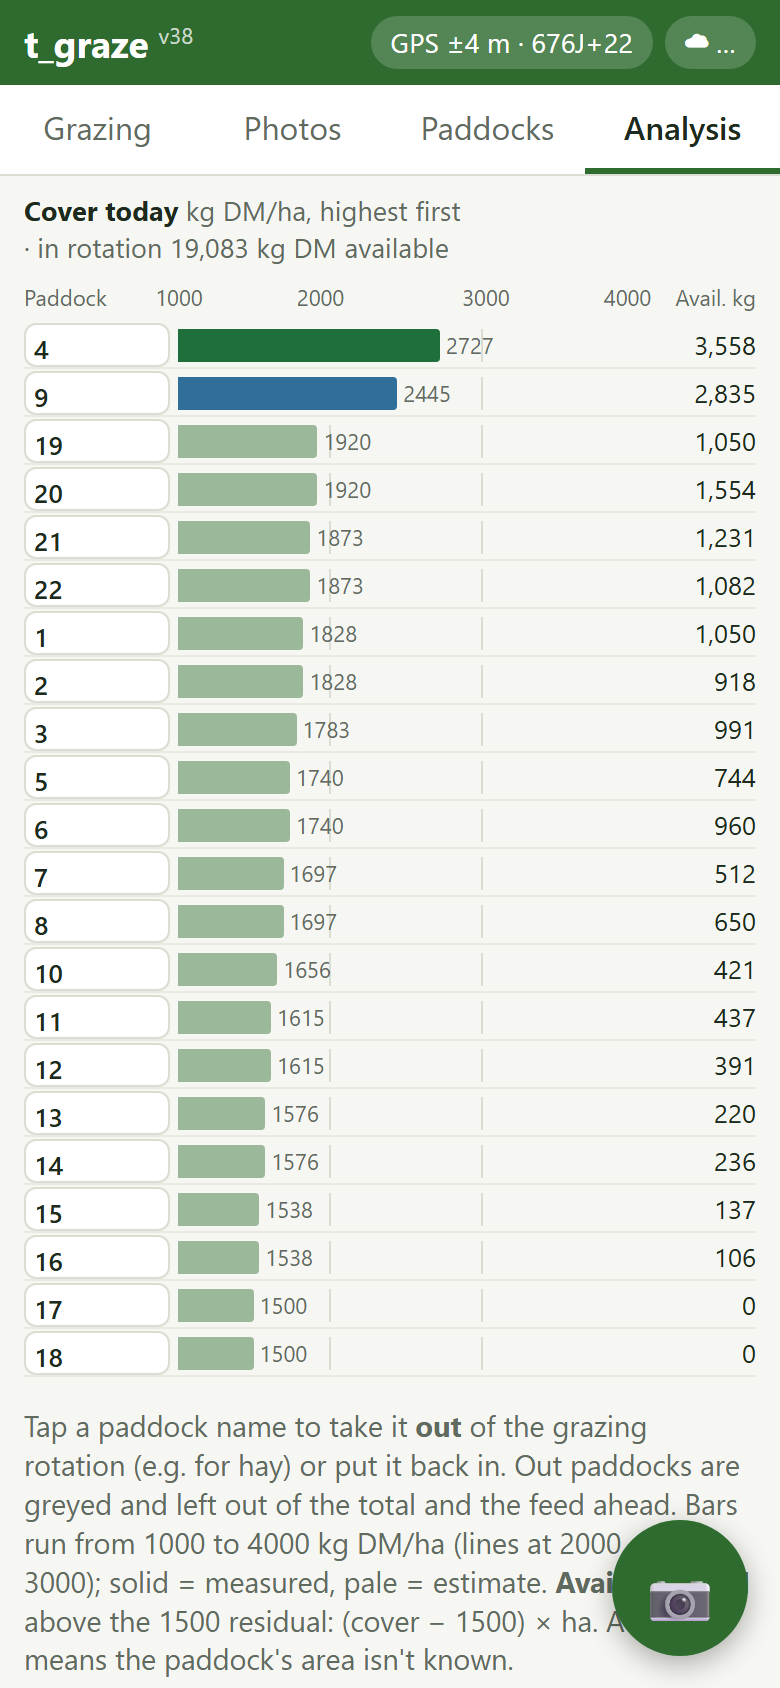 t_graze v38
GPS ±4 m · 676J+22
...
Grazing Photos Paddocks Analysis
Cover today kg DM/ha, highest first
· in rotation 19,083 kg DM available
Paddock 1000 2000 3000 4000 Avail. kg
4 2727 3,558
9 2445 2,835
19 1920 1,050
20 1920 1,554
21 1873 1,231
22 1873 1,082
1 1828 1,050
2 1828 918
3 1783 991
5 1740 744
6 1740 960
7 1697 512
8 1697 650
10 1656 421
11 1615 437
12 1615 391
13 1576 220
14 1576 236
15 1538 137
16 1538 106
17 1500 0
18 1500 0
Tap a paddock name to take it out of the grazing
rotation (e.g. for hay) or put it back in. Out paddocks are
greyed and left out of the total and the feed ahead. Bars
run from 1000 to 4000 kg DM/ha (lines at 2000
3000); solid = measured, pale = estimate.
above the 1500 residual: (cover − 1500) × ha.
means the paddock's area isn't known.